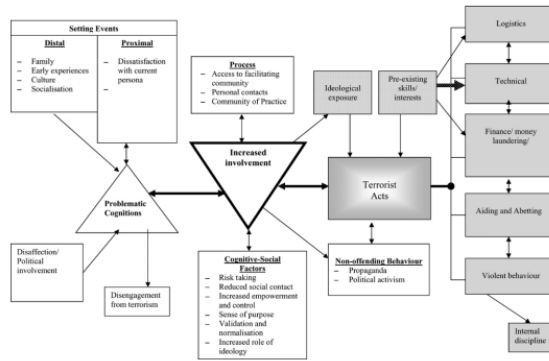 Setting Events
Distal
– Family
– Early experiences
– Culture
– Socialisation
Proximal
– Dissatisfaction
with current
persona
–
Process
– Access to facilitating
community
– Personal contacts
– Community of Practice
Ideological
exposure
Pre-existing
skills/
interests
Logistics
Technical
Finance/ money
laundering/
Aiding and Abetting
Violent behaviour
Internal
discipline
Increased
involvement
Terrorist
Acts
Problematic
Cognitions
Disaffection/
Political
involvement
Disengagement
from terrorism
Cognitive-Social
Factors
– Risk taking
– Reduced social contact
– Increased empowerment
and control
– Sense of purpose
– Validation and
normalisation
– Increased role of
ideology
Non-offending Behaviour
– Propaganda
– Political activism